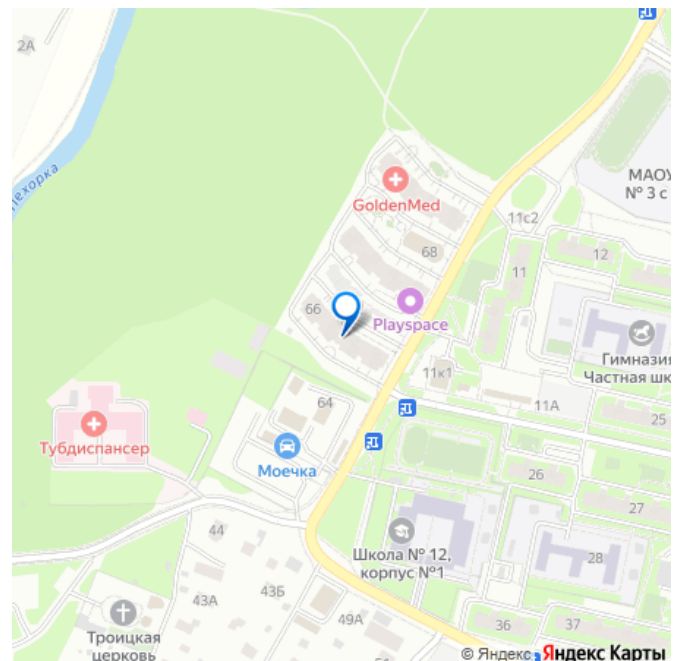 2А
Пехорка
GoldenMed
МАОУ
№ 3 с
11с2
68
12
11
66
Playspace
Гимназия
Частная шк
11к1
64
11А
25
Тубдиспансер
Моечка
26
27
44
Школа № 12,
корпус №1
28
43Б
43А
49А
36
37
Троицкая
церковь
© Яндекс Яндекс Карты